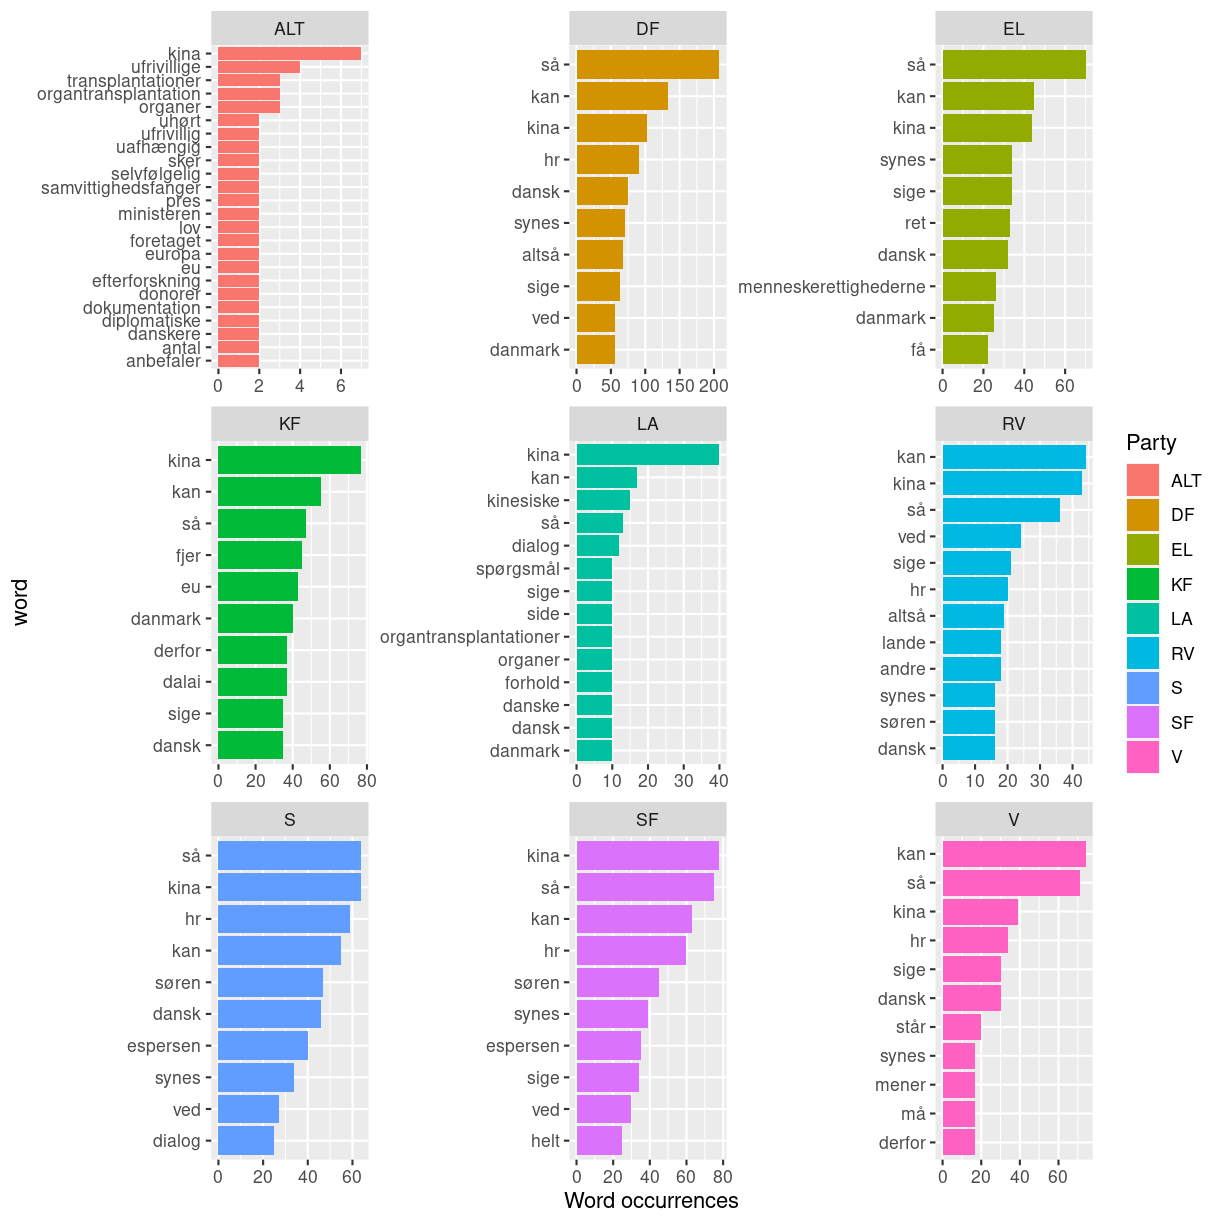 ALT
kina
ufrivillige
transplantationer
organtransplantation
organer
uhørt
ufrivillig
uafhængig
sker
selvfølgelig
samvittighedsfanger
pres
ministeren
lov
foretaget
europa
eu
efterforskning
donorer
dokumentation
diplomatiske
danskere
antal
anbefaler
0 2 4 6
DF
så
kan
kina
hr
dansk
synes
altså
sige
ved
danmark
0 50 100 150 200
EL
så
kan
kina
synes
sige
ret
dansk
menneskerettighederne
danmark
få
0 20 40 60
KF
kina
kan
så
fjer
eu
danmark
derfor
dalai
sige
dansk
0 20 40 60 80
LA
kina
kan
kinesiske
så
dialog
spørgsmål
sige
side
organtransplantationer
organer
forhold
danske
dansk
danmark
0 10 20 30 40
RV
kan
kina
så
ved
sige
hr
altså
lande
andre
synes
søren
dansk
0 10 20 30 40
S
så
kina
hr
kan
søren
dansk
espersen
synes
ved
dialog
0 20 40 60
SF
kina
så
kan
hr
søren
synes
espersen
sige
ved
helt
0 20 40 60 80
V
kan
så
kina
hr
sige
dansk
står
synes
mener
må
derfor
0 20 40 60
word
Word occurrences
Party
ALT
DF
EL
KF
LA
RV
S
SF
V